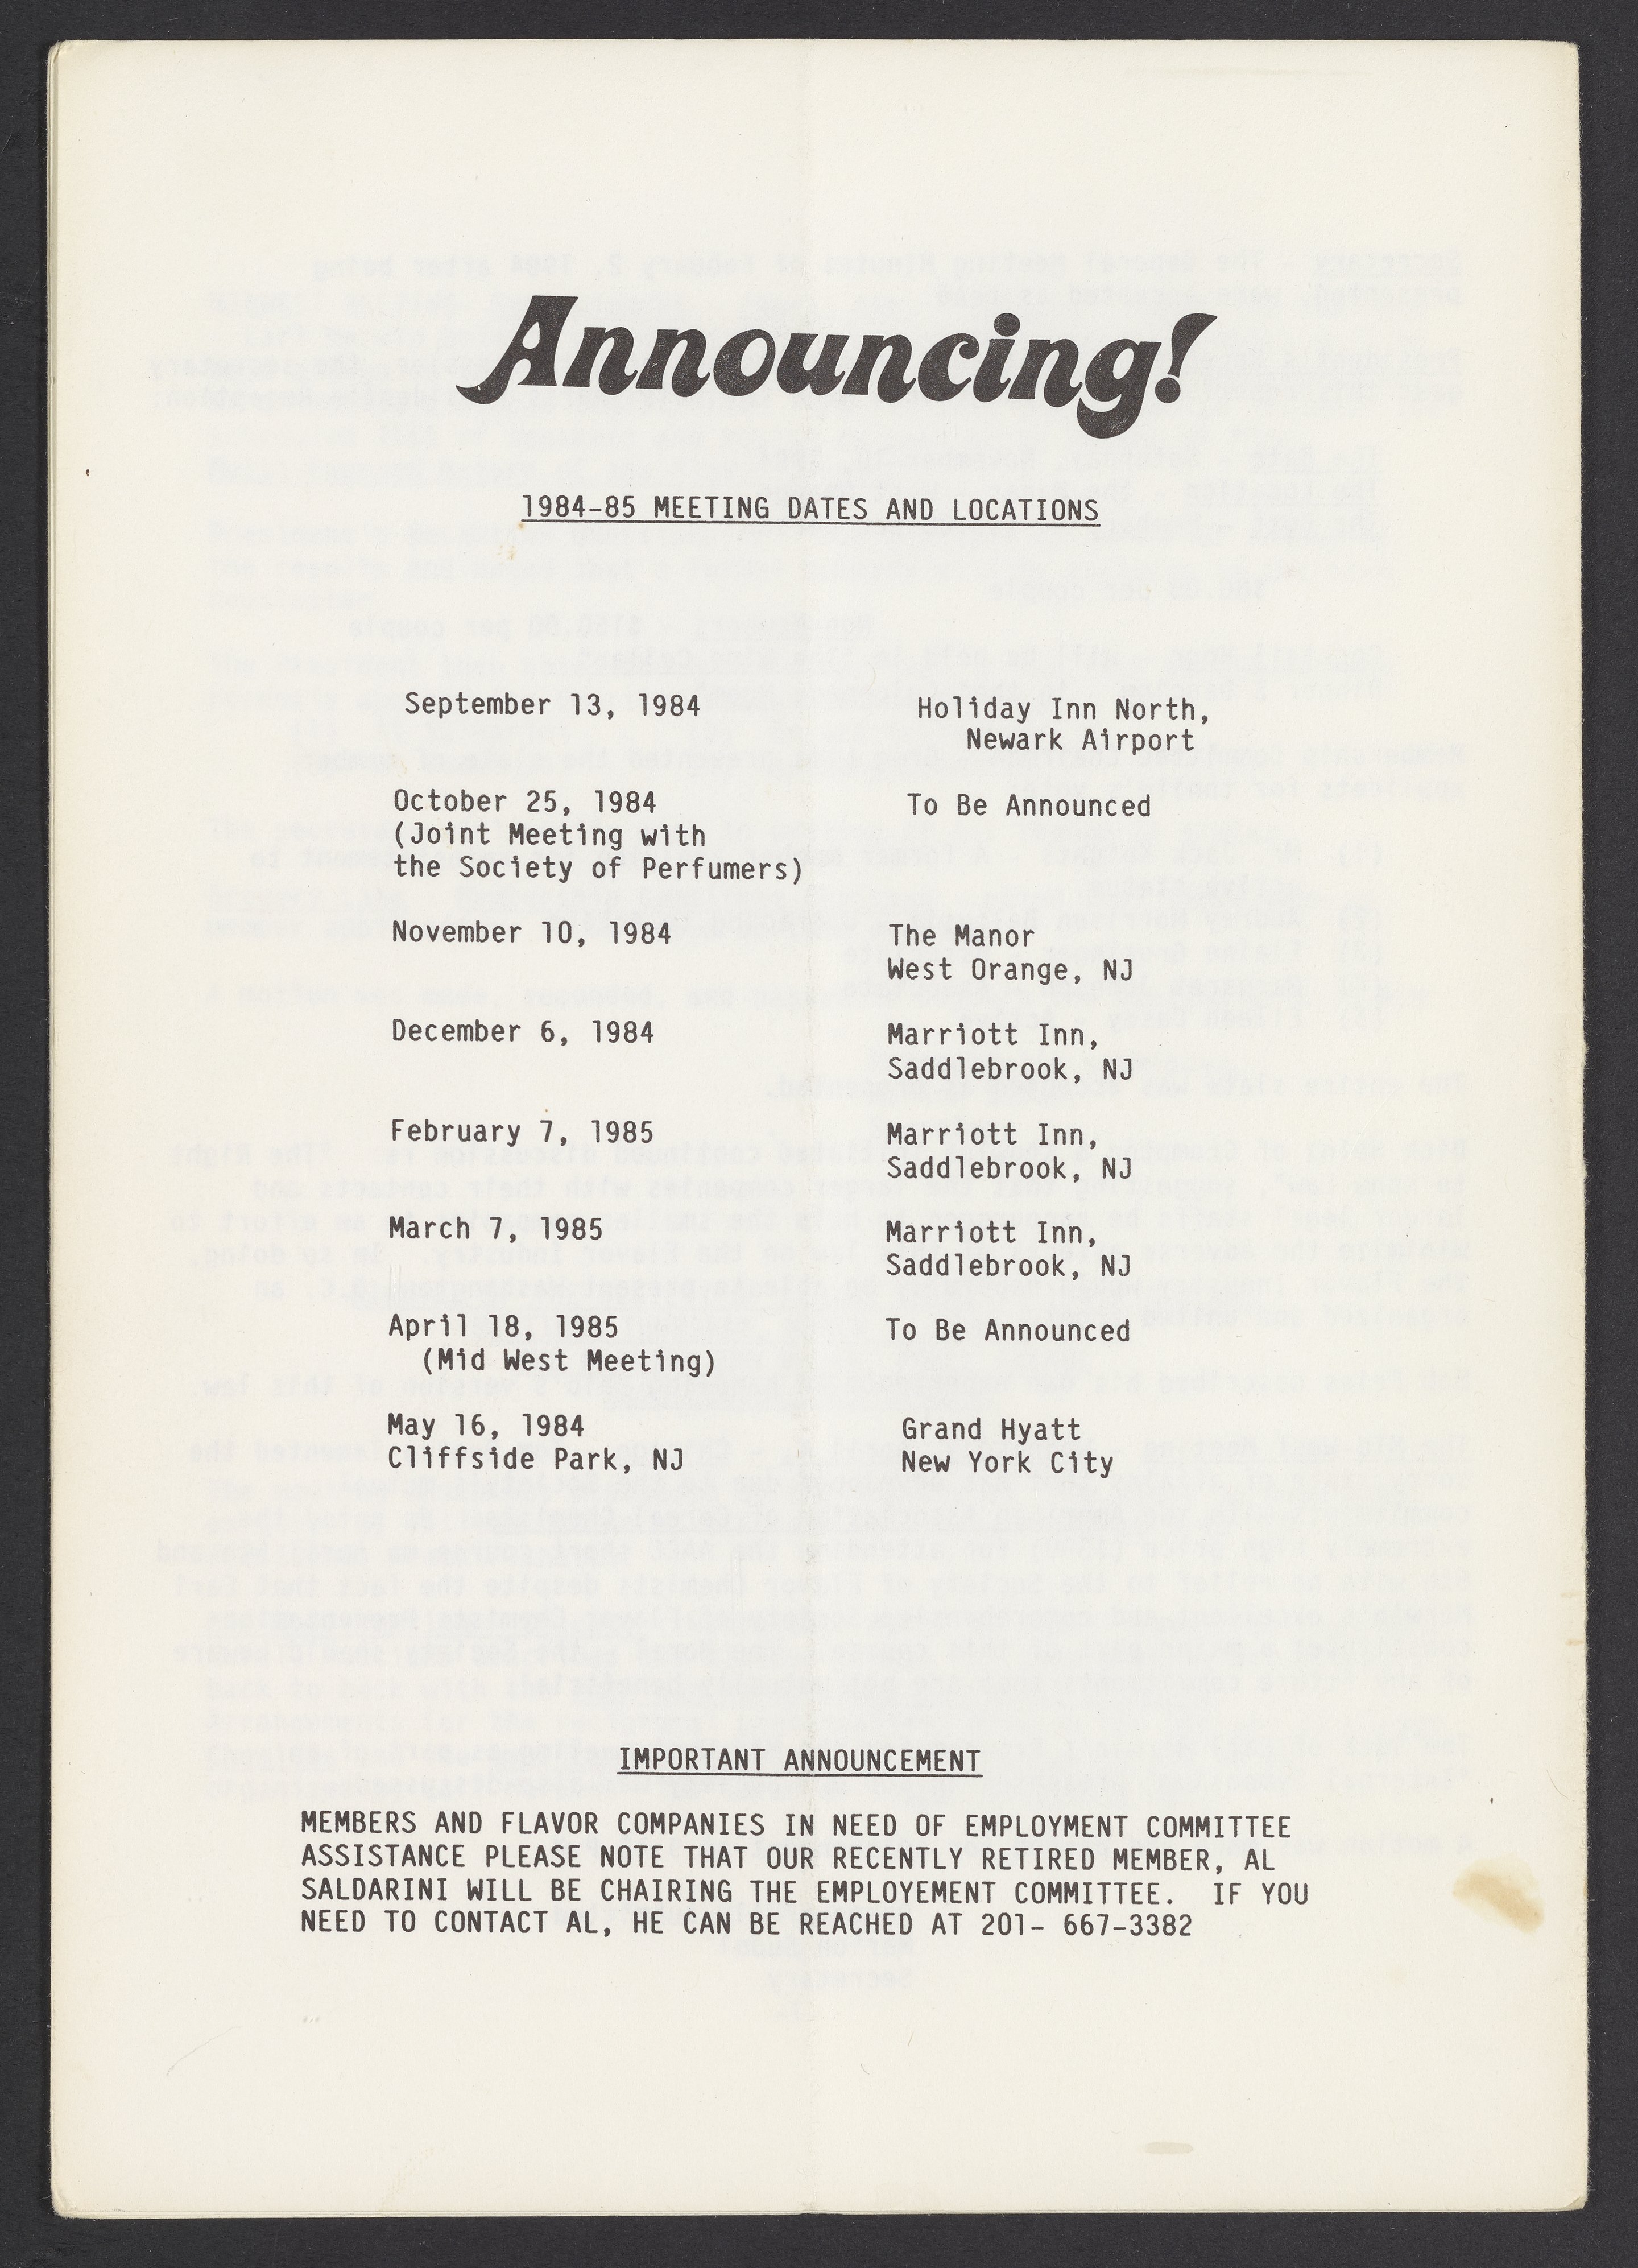 Announcing!
1984-85 MEETING DATES AND LOCATIONS
September 13, 1984 Holiday Inn North,
Newark Airport
October 25, 1984 To Be Announced
(Joint Meeting with
the Society of Perfumers)
November 10, 1984 The Manor
West Orange, NJ
December 6, 1984 Marriott Inn,
Saddlebrook, NJ
February 7, 1985 Marriott Inn,
Saddlebrook, NJ
March 7, 1985 Marriott Inn,
Saddlebrook, NJ
April 18, 1985 To Be Announced
(Mid West Meeting)
May 16, 1984 Grand Hyatt
Cliffside Park, NJ New York City
IMPORTANT ANNOUNCEMENT
MEMBERS AND FLAVOR COMPANIES IN NEED OF EMPLOYMENT COMMITTEE
ASSISTANCE PLEASE NOTE THAT OUR RECENTLY RETIRED MEMBER, AL
SALDARINI WILL BE CHAIRING THE EMPLOYEMENT COMMITTEE. IF YOU
NEED TO CONTACT AL, HE CAN BE REACHED AT 201- 667-3382